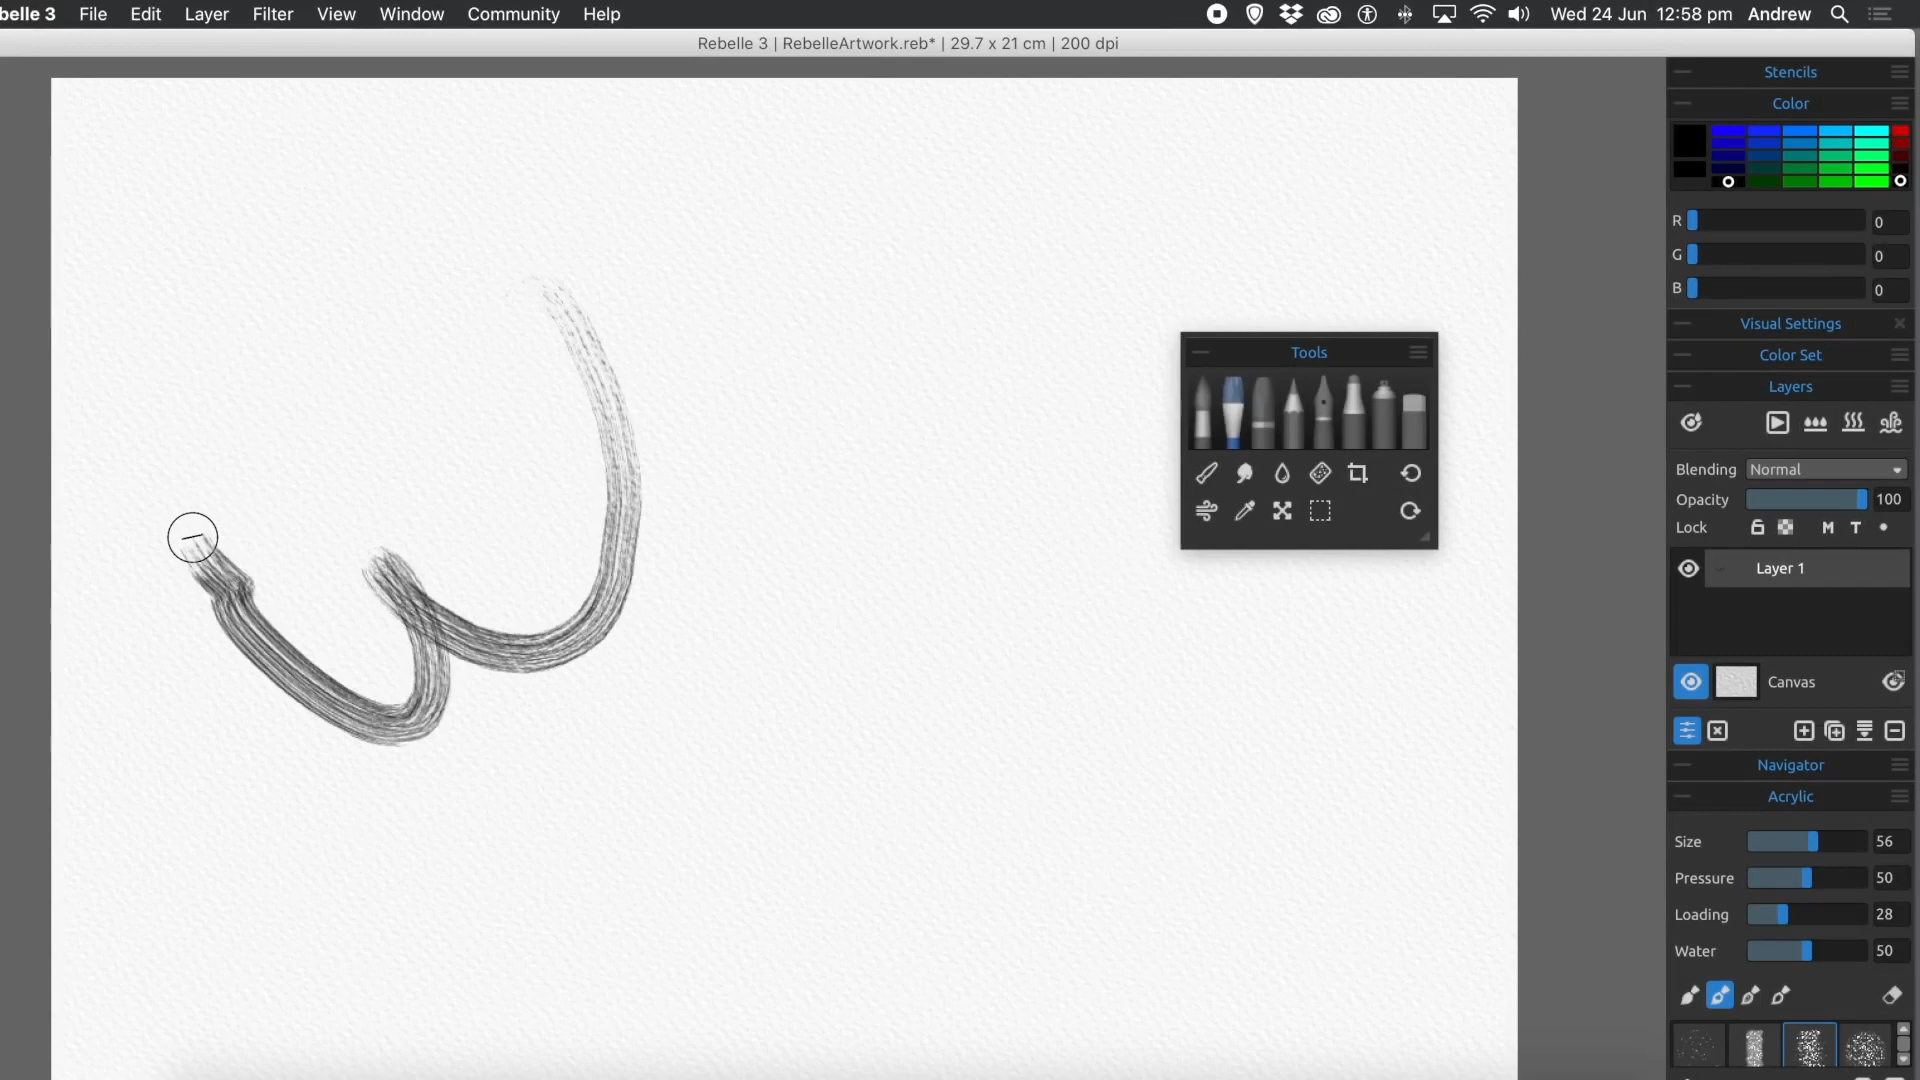 belle 3 File Edit Layer Filter View Window Community Help Wed 24 Jun 12:58 pm Andrew
Rebelle 3 | RebelleArtwork.reb* | 29.7 x 21 cm | 200 dpi
Stencils
Color
R 0
G 0
B 0
Visual Settings
Color Set
Layers
Tools
Blending Normal
Opacity 100
Lock M T
Layer 1
Canvas
Navigator
Acrylic
Size 56
Pressure 50
Loading 28
Water 50